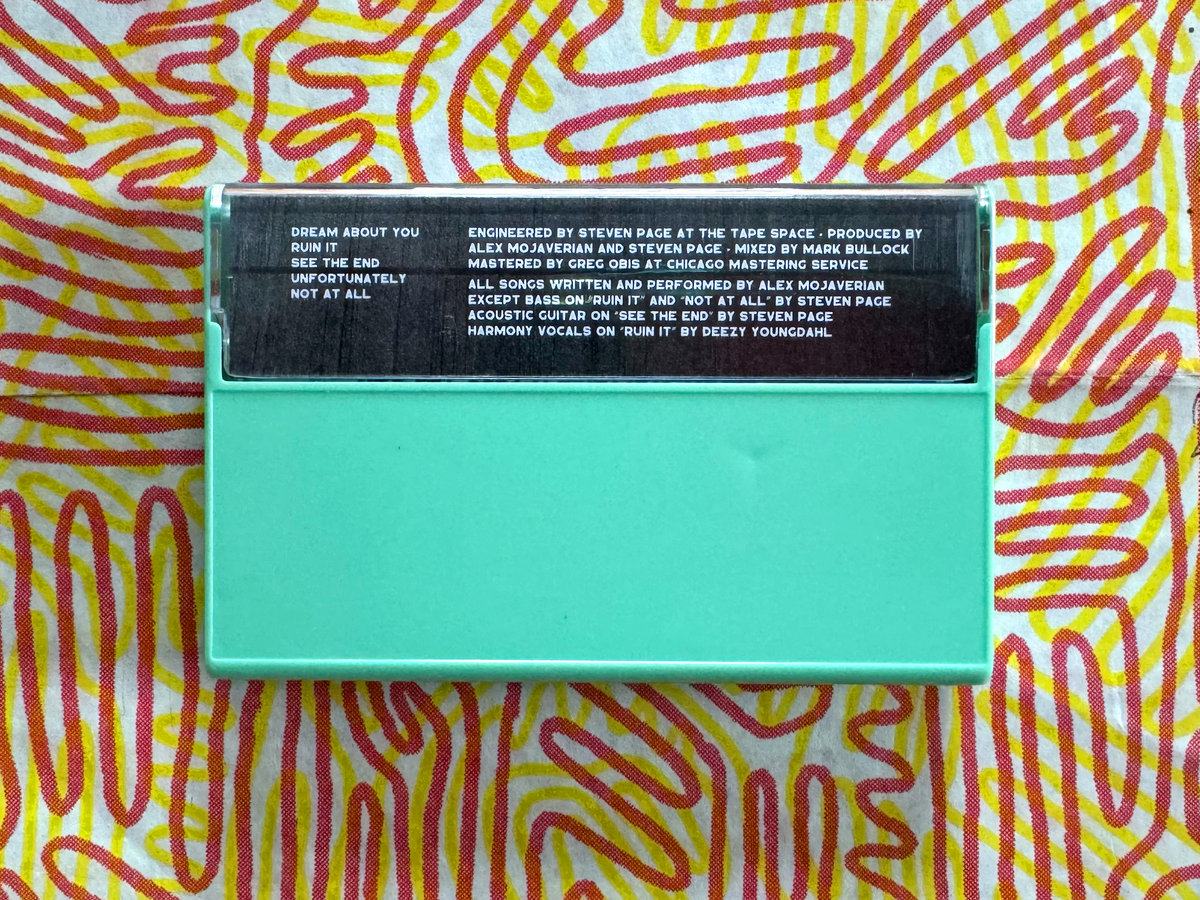 DREAM ABOUT YOU
RUIN IT
SEE THE END
UNFORTUNATELY
NOT AT ALL
ENGINEERED BY STEVEN PAGE AT THE TAPE SPACE · PRODUCED BY
ALEX MOJAVERIAN AND STEVEN PAGE · MIXED BY MARK BULLOCK
MASTERED BY GREG OBIS AT CHICAGO MASTERING SERVICE
ALL SONGS WRITTEN AND PERFORMED BY ALEX MOJAVERIAN
EXCEPT BASS ON "RUIN IT" AND "NOT AT ALL" BY STEVEN PAGE
ACOUSTIC GUITAR ON "SEE THE END" BY STEVEN PAGE
HARMONY VOCALS ON "RUIN IT" BY DEEZY YOUNGDAHL